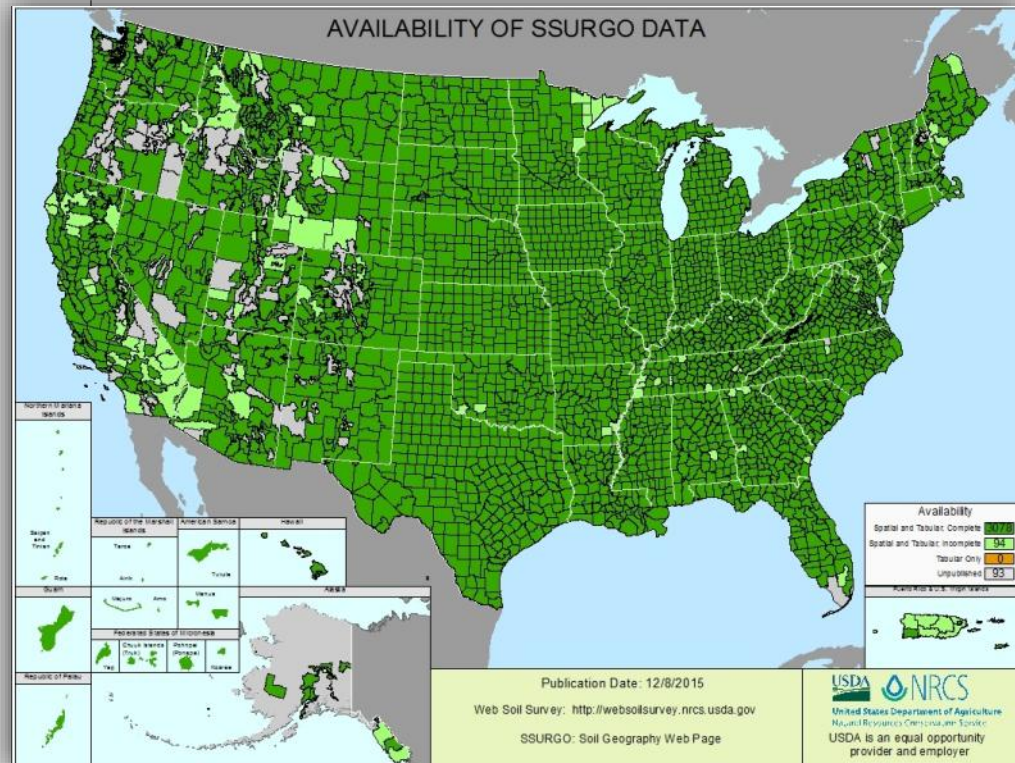 AVAILABILITY OF SSURGO DATA
Northern Mariana
Islands
Saipan
and
Tinian
Rota
Guam
Republic of Palau
Republic of the Marshall
Islands
Taroa
Arno
Majuro
American Samoa
Tutuila
Manua
Hawaii
Federated States of Micronesia
Yap
Chuuk Islands
(Truk)
Pohnpei
(Ponape)
Kosrae
Alaska
Availability
Spatial and Tabular, Complete 3078
Spatial and Tabular, Incomplete 94
Tabular Only 0
Unpublished 93
Puerto Rico & U.S. Virgin Islands
Publication Date: 12/8/2015
Web Soil Survey: http://websoilsurvey.nrcs.usda.gov
SSURGO: Soil Geography Web Page
USDA NRCS
United States Department of Agriculture
Natural Resources Conservation Service
USDA is an equal opportunity
provider and employer